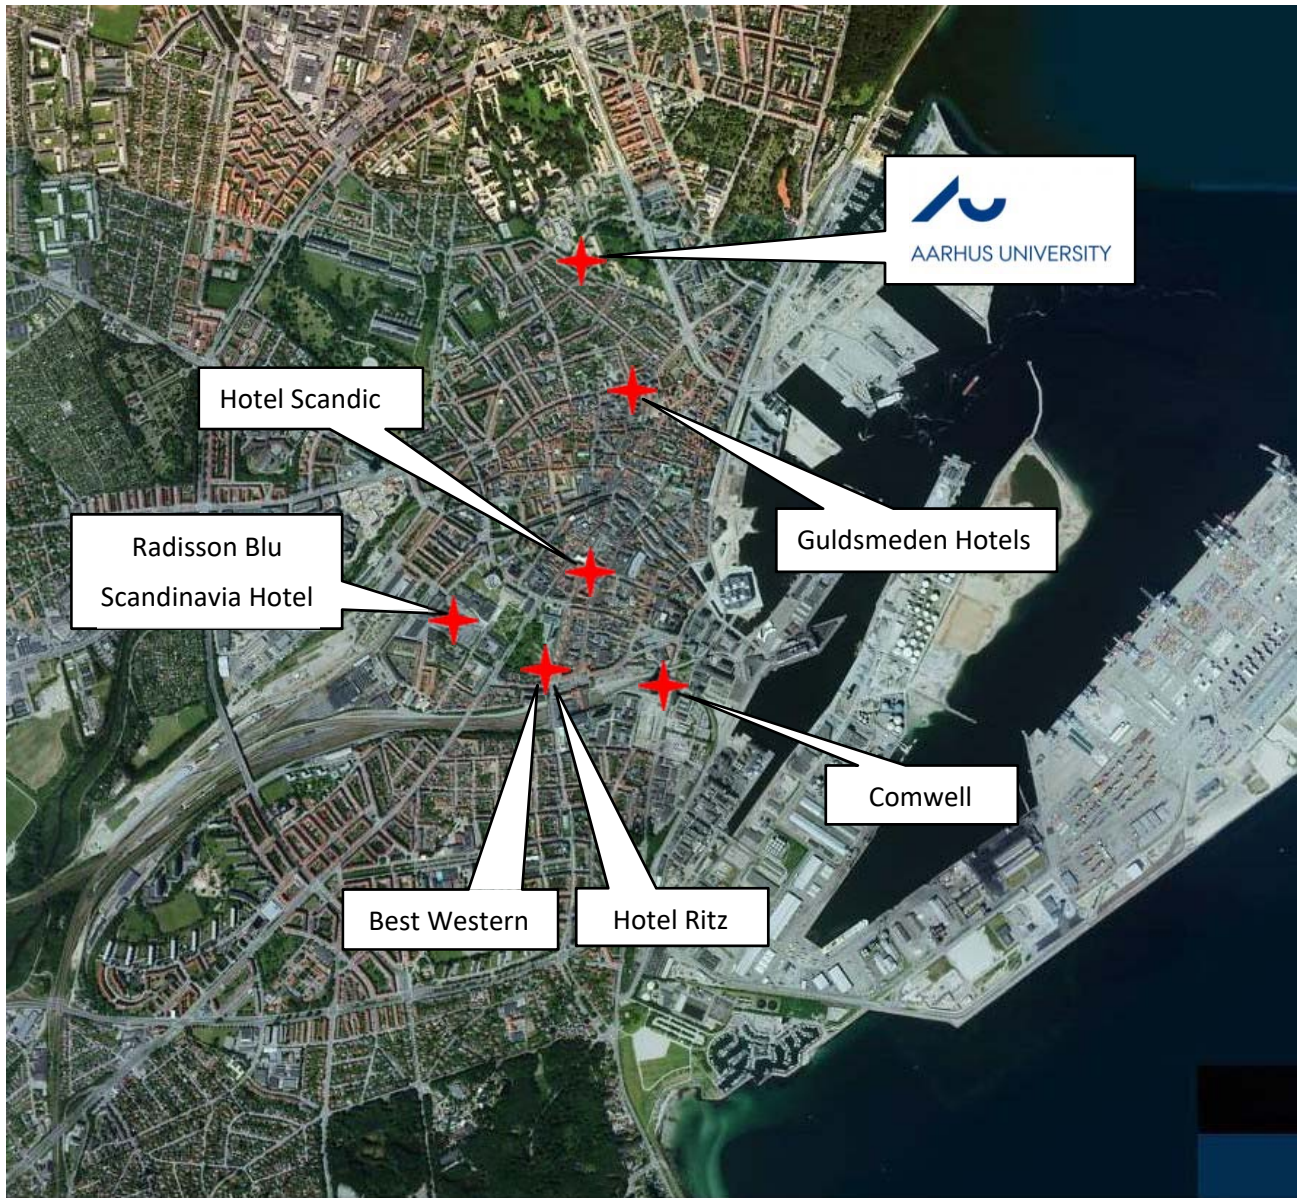 AARHUS UNIVERSITY
Hotel Scandic
Guldsmeden Hotels
Radisson Blu
Scandinavia Hotel
Comwell
Best Western
Hotel Ritz